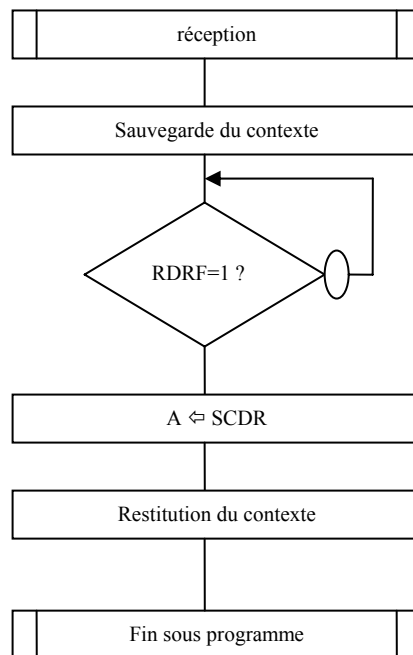 réception
Sauvegarde du contexte
RDRF=1 ?
A ⇦ SCDR
Restitution du contexte
Fin sous programme